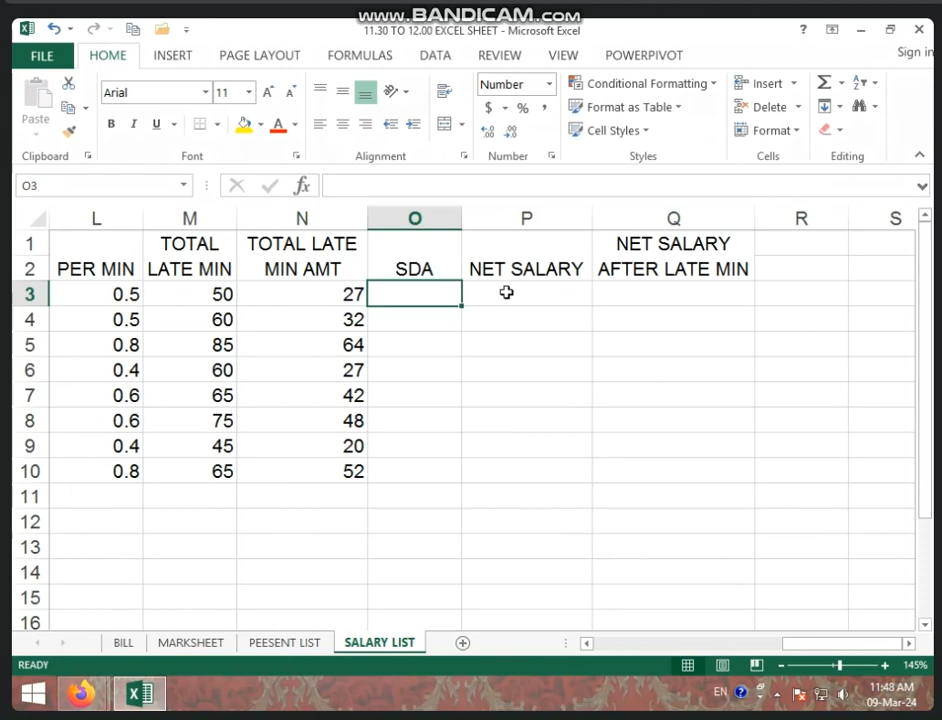 www.BANDICAM.com
11.30 TO 12.00 EXCEL SHEET - Microsoft Excel
FILE HOME INSERT PAGE LAYOUT FORMULAS DATA REVIEW VIEW POWERPIVOT Sign in
Paste Arial 11 A A Number Conditional Formatting Insert
B I U A $ % , Format as Table Delete
Cell Styles Format
Clipboard Font Alignment Number Styles Cells Editing
O3 fx
L M N O P Q R S
1 TOTAL TOTAL LATE NET SALARY
2 PER MIN LATE MIN MIN AMT SDA NET SALARY AFTER LATE MIN
3 0.5 50 27
4 0.5 60 32
5 0.8 85 64
6 0.4 60 27
7 0.6 65 42
8 0.6 75 48
9 0.4 45 20
10 0.8 65 52
11
12
13
14
15
16
BILL MARKSHEET PEESENT LIST SALARY LIST
READY 145%
EN 11:48 AM
09-Mar-24